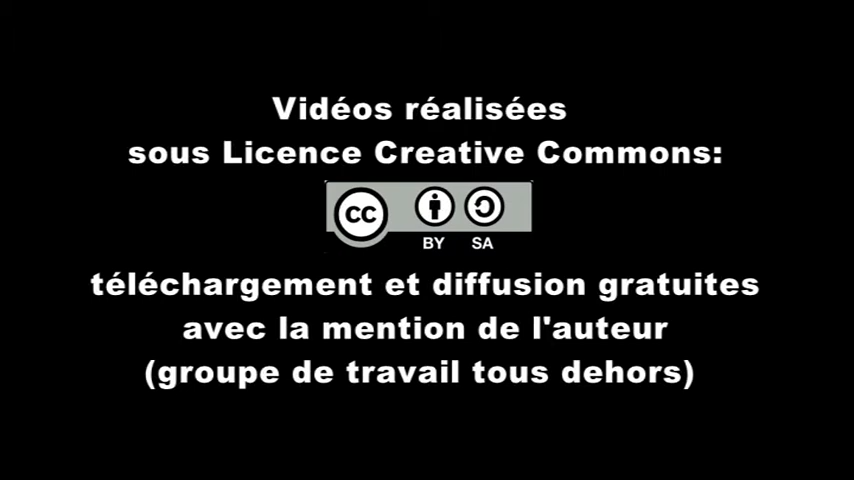 Vidéos réalisées
sous Licence Creative Commons:
cc
BY SA
téléchargement et diffusion gratuites
avec la mention de l'auteur
(groupe de travail tous dehors)